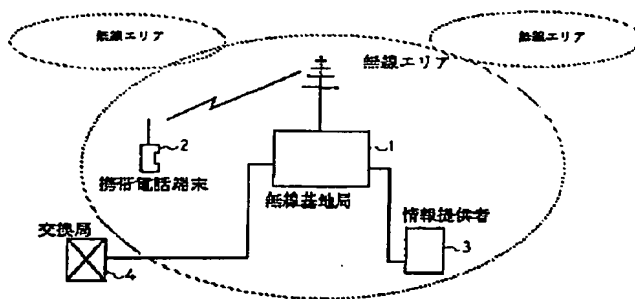 無線エリア
無線エリア
無線エリア
2
携帯電話端末
1
無線基地局
情報提供者
3
交換局
4